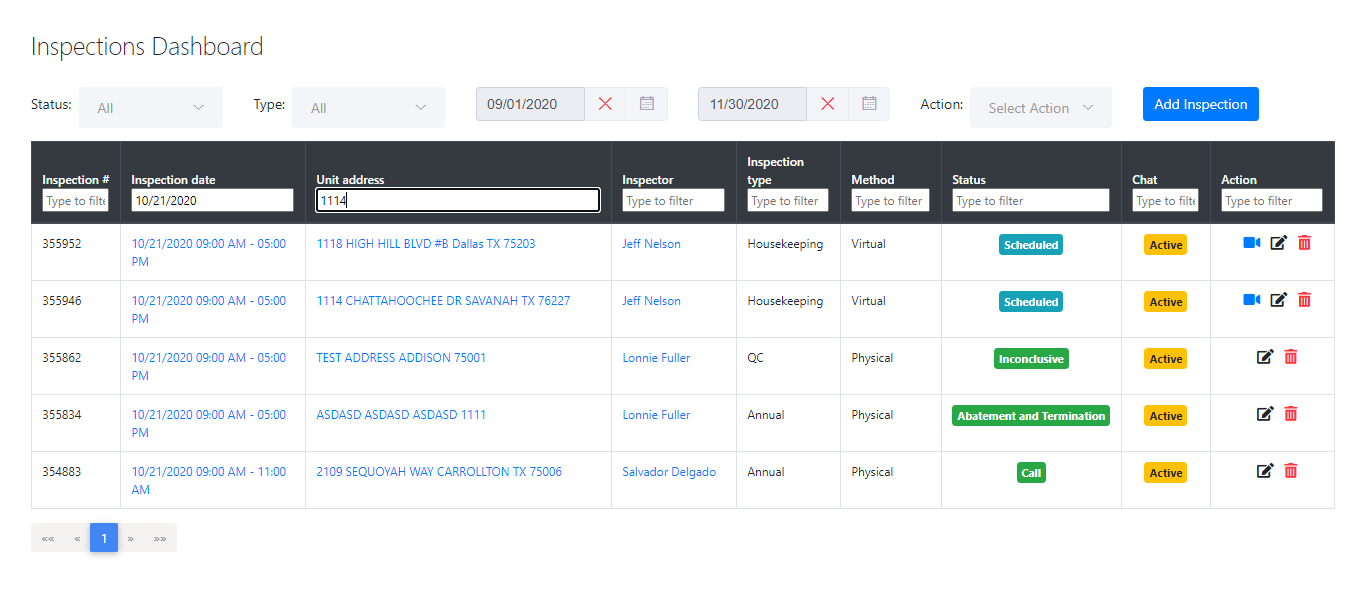 Inspections Dashboard
Status: All Type: All 09/01/2020 11/30/2020 Action: Select Action Add Inspection
Inspection
Inspection # Inspection date Unit address Inspector type Method Status Chat Action
Type to filte 10/21/2020 1114 Type to filter Type to filter Type to filter Type to filter Type to filte Type to filter
355952 10/21/2020 09:00 AM - 05:00 1118 HIGH HILL BLVD #B Dallas TX 75203 Jeff Nelson Housekeeping Virtual Scheduled Active
PM
355946 10/21/2020 09:00 AM - 05:00 1114 CHATTAHOOCHEE DR SAVANAH TX 76227 Jeff Nelson Housekeeping Virtual Scheduled Active
PM
355862 10/21/2020 09:00 AM - 05:00 TEST ADDRESS ADDISON 75001 Lonnie Fuller QC Physical Inconclusive Active
PM
355834 10/21/2020 09:00 AM - 05:00 ASDASD ASDASD ASDASD 1111 Lonnie Fuller Annual Physical Abatement and Termination Active
PM
354883 10/21/2020 09:00 AM - 11:00 2109 SEQUOYAH WAY CARROLLTON TX 75006 Salvador Delgado Annual Physical Call Active
AM
«« « 1 » »»